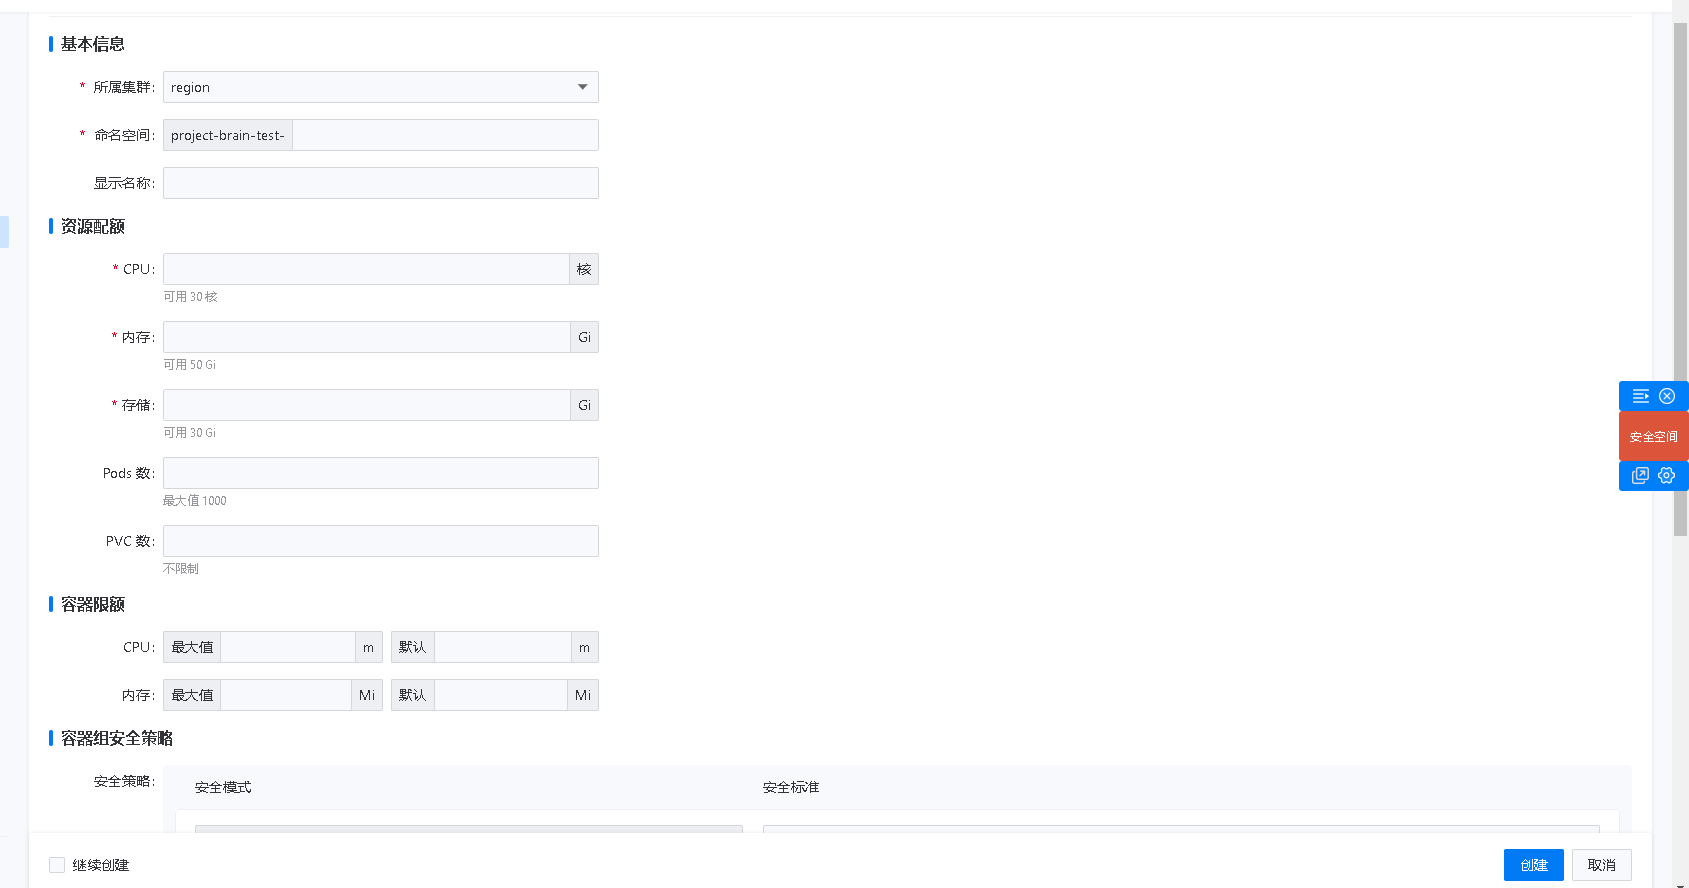 基本信息
* 所属集群: region
* 命名空间: project-brain-test-
显示名称:
资源配额
* CPU: 核
可用 30 核
* 内存: Gi
可用 50 Gi
* 存储: Gi
可用 30 Gi
Pods 数:
最大值 1000
PVC 数:
不限制
容器限额
CPU: 最大值 m 默认 m
内存: 最大值 Mi 默认 Mi
容器组安全策略
安全策略: 安全模式 安全标准
继续创建 创建 取消
安全空间